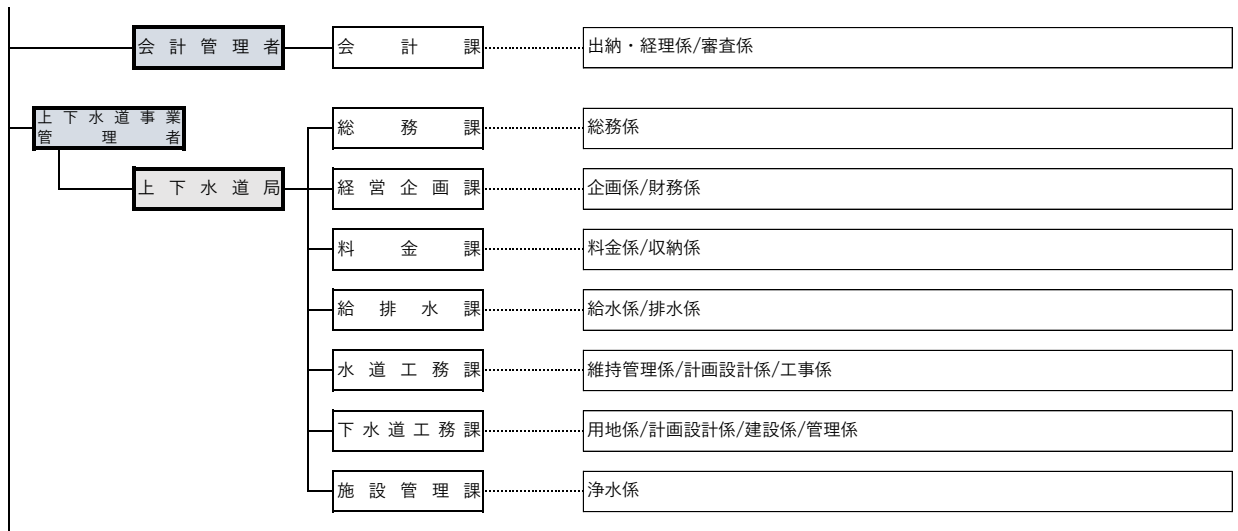 会計管理者
会計課
出納・経理係/審査係
上下水道事業
管理者
総務課
総務係
上下水道局
経営企画課
企画係/財務係
料金課
料金係/収納係
給排水課
給水係/排水係
水道工務課
維持管理係/計画設計係/工事係
下水道工務課
用地係/計画設計係/建設係/管理係
施設管理課
浄水係